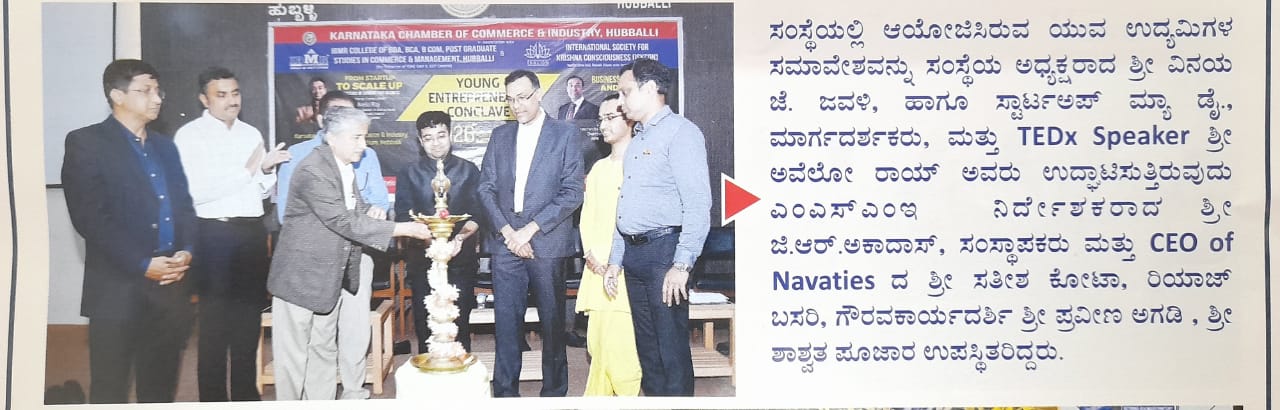 ಹುಬ್ಬಳ್ಳಿ
HUBBALLI
KARNATAKA CHAMBER OF COMMERCE & INDUSTRY, HUBBALLI
IBMR COLLEGE OF BBA, BCA, B COM, POST GRADUATE
STUDIES IN COMMERCE & MANAGEMENT, HUBBALLI
&
INTERNATIONAL SOCIETY FOR
KRISHNA CONSCIOUSNESS
FROM STARTUP
TO SCALE UP
YOUNG
ENTREPRENEUR
CONCLAVE
BUSINESS
AND
26
ಸಂಸ್ಥೆಯಲ್ಲಿ ಆಯೋಜಿಸಿರುವ ಯುವ ಉದ್ಯಮಿಗಳ
ಸಮಾವೇಶವನ್ನು ಸಂಸ್ಥೆಯ ಅಧ್ಯಕ್ಷರಾದ ಶ್ರೀ ವಿನಯ
ಜೆ. ಜವಳಿ, ಹಾಗೂ ಸ್ಟಾರ್ಟಅಪ್ ಮ್ಯಾ ಡೈ.,
ಮಾರ್ಗದರ್ಶಕರು, ಮತ್ತು TEDx Speaker ಶ್ರೀ
ಅವೆಲೋ ರಾಯ್ ಅವರು ಉದ್ಘಾಟಿಸುತ್ತಿರುವುದು
ಎಂಎಸ್ಎಂಇ ನಿರ್ದೇಶಕರಾದ ಶ್ರೀ
ಜಿ.ಆರ್.ಅಕಾದಾಸ್, ಸಂಸ್ಥಾಪಕರು ಮತ್ತು CEO of
Navaties ದ ಶ್ರೀ ಸತೀಶ ಕೋಟಾ, ರಿಯಾಜ್
ಬಸರಿ, ಗೌರವಕಾರ್ಯದರ್ಶಿ ಶ್ರೀ ಪ್ರವೀಣ ಅಗಡಿ , ಶ್ರೀ
ಶಾಶ್ವತ ಪೂಜಾರ ಉಪಸ್ಥಿತರಿದ್ದರು.